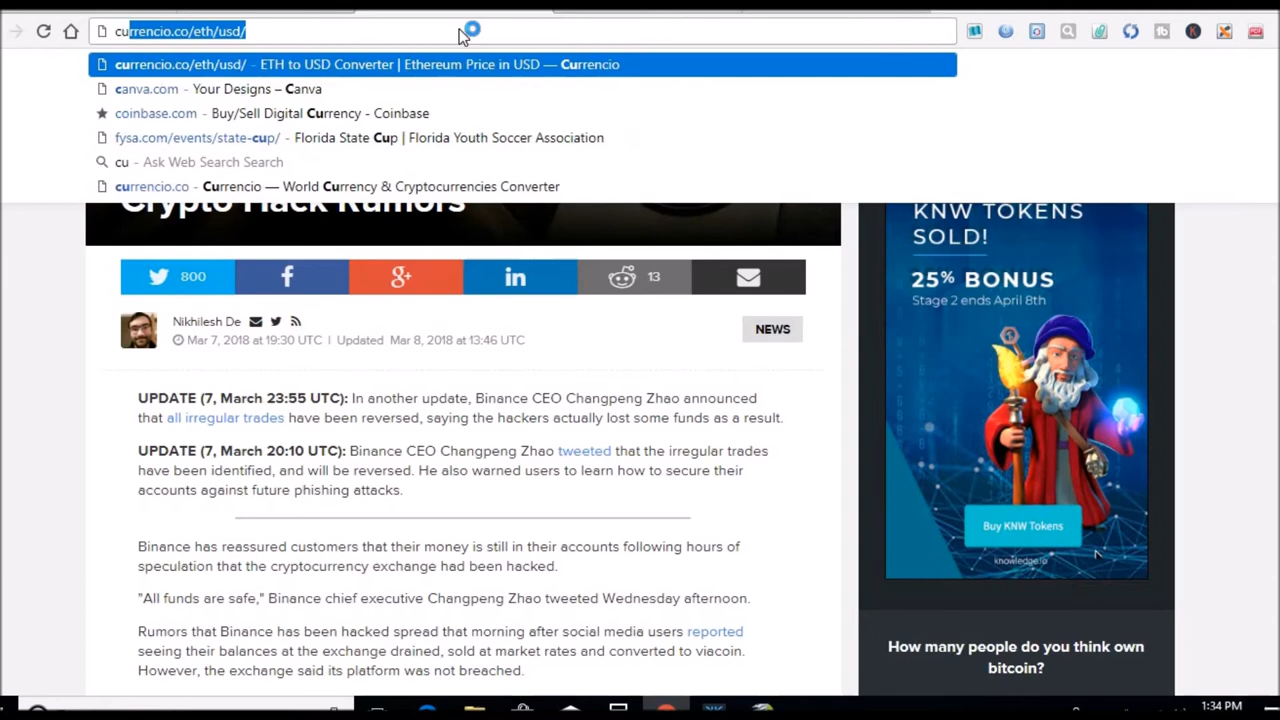 currencio.co/eth/usd/
currencio.co/eth/usd/ - ETH to USD Converter | Ethereum Price in USD — Currencio
canva.com - Your Designs – Canva
coinbase.com - Buy/Sell Digital Currency - Coinbase
fysa.com/events/state-cup/ - Florida State Cup | Florida Youth Soccer Association
cu - Ask Web Search Search
currencio.co - Currencio — World Currency & Cryptocurrencies Converter
Crypto Hack Rumors
800
13
Nikhilesh De
Mar 7, 2018 at 19:30 UTC | Updated Mar 8, 2018 at 13:46 UTC
NEWS
UPDATE (7, March 23:55 UTC): In another update, Binance CEO Changpeng Zhao announced
that all irregular trades have been reversed, saying the hackers actually lost some funds as a result.
UPDATE (7, March 20:10 UTC): Binance CEO Changpeng Zhao tweeted that the irregular trades
have been identified, and will be reversed. He also warned users to learn how to secure their
accounts against future phishing attacks.
Binance has reassured customers that their money is still in their accounts following hours of
speculation that the cryptocurrency exchange had been hacked.
"All funds are safe," Binance chief executive Changpeng Zhao tweeted Wednesday afternoon.
Rumors that Binance has been hacked spread that morning after social media users reported
seeing their balances at the exchange drained, sold at market rates and converted to viacoin.
However, the exchange said its platform was not breached.
KNW TOKENS
SOLD!
25% BONUS
Stage 2 ends April 8th
Buy KNW Tokens
knowledge.io
How many people do you think own
bitcoin?
1:34 PM